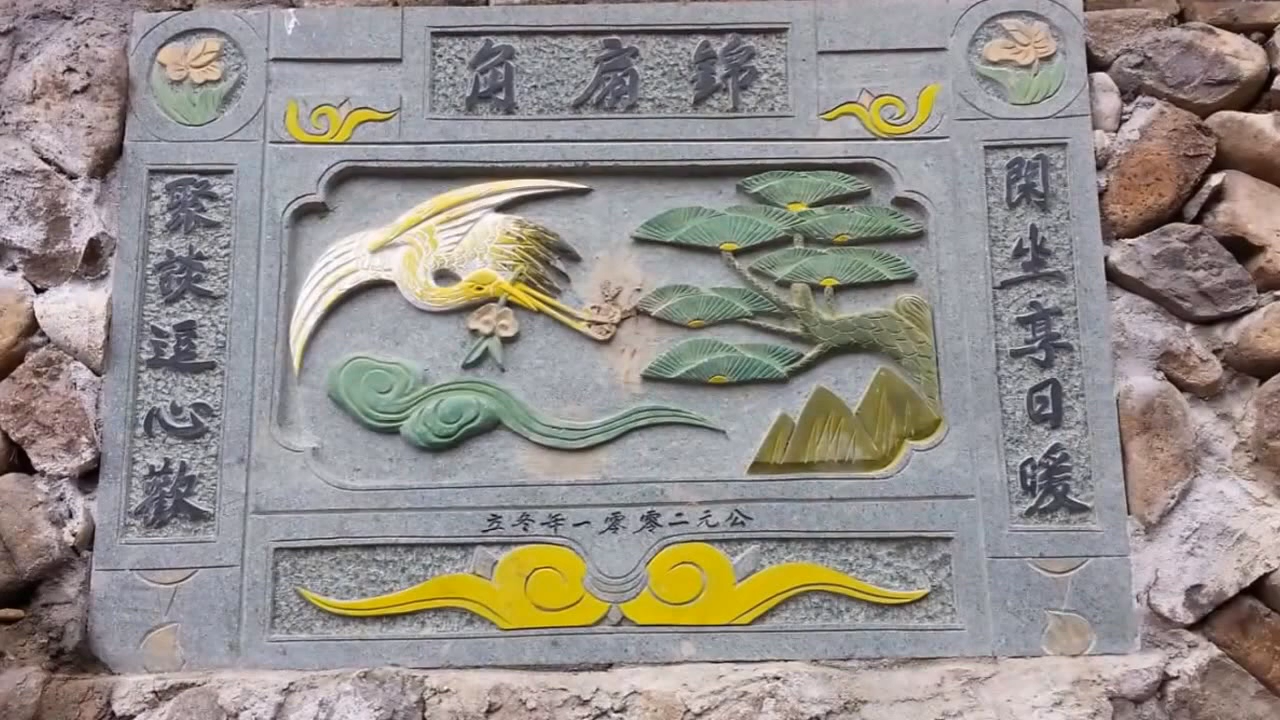 錦扇角
閑坐享日暖
聚談逗心歡
公元二零零一年冬立